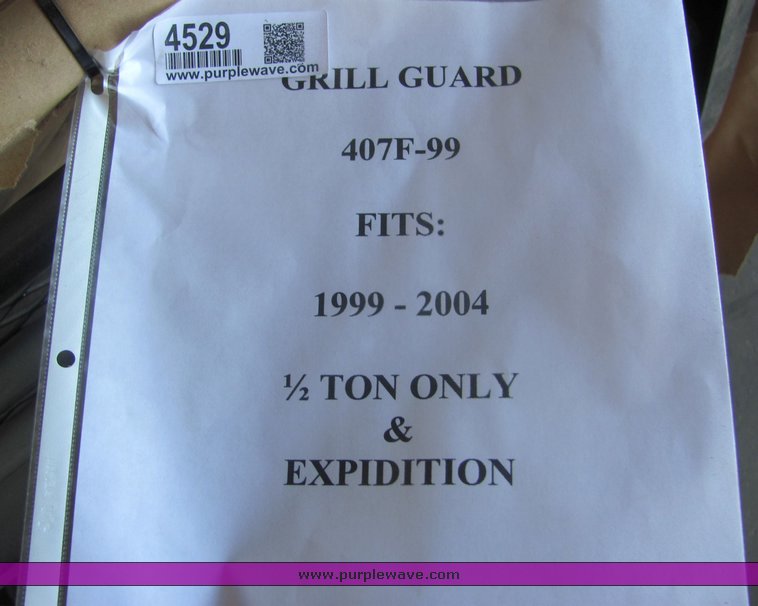 4529
www.purplewave.com
GRILL GUARD
407F-99
FITS:
1999 - 2004
½ TON ONLY
&
EXPIDITION
www.purplewave.com